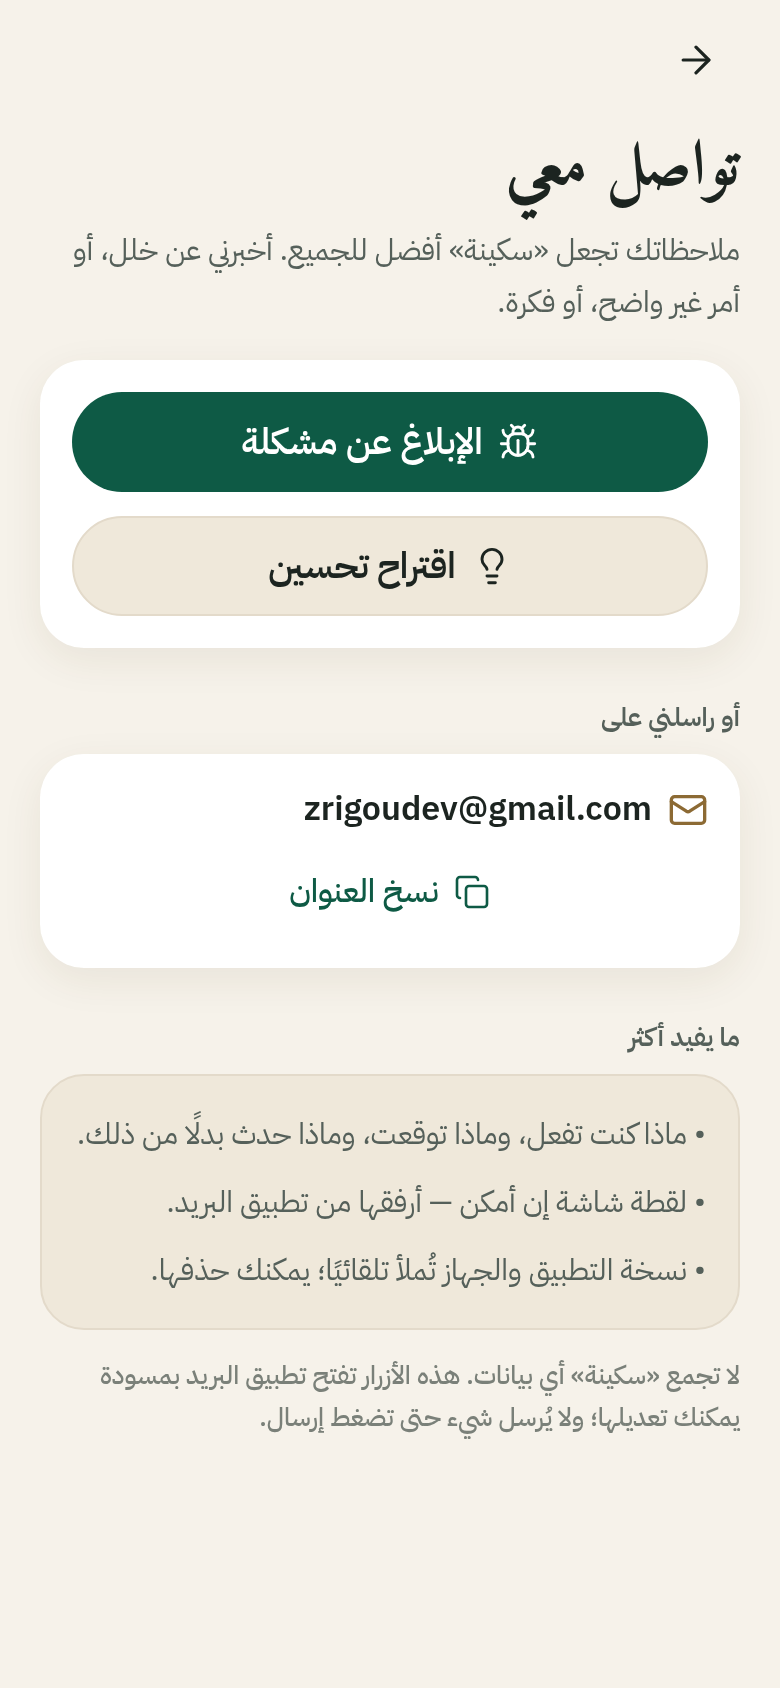 تواصل معي
ملاحظاتك تجعل «سكينة» أفضل للجميع. أخبرني عن خلل، أو
أمر غير واضح، أو فكرة.
الإبلاغ عن مشكلة
اقتراح تحسين
أو راسلني على
zrigoudev@gmail.com
نسخ العنوان
ما يفيد أكثر
• ماذا كنت تفعل، وماذا توقعت، وماذا حدث بدلًا من ذلك.
• لقطة شاشة إن أمكن — أرفقها من تطبيق البريد.
• نسخة التطبيق والجهاز تُملأ تلقائيًا؛ يمكنك حذفها.
لا تجمع «سكينة» أي بيانات. هذه الأزرار تفتح تطبيق البريد بمسودة
يمكنك تعديلها؛ ولا يُرسل شيء حتى تضغط إرسال.